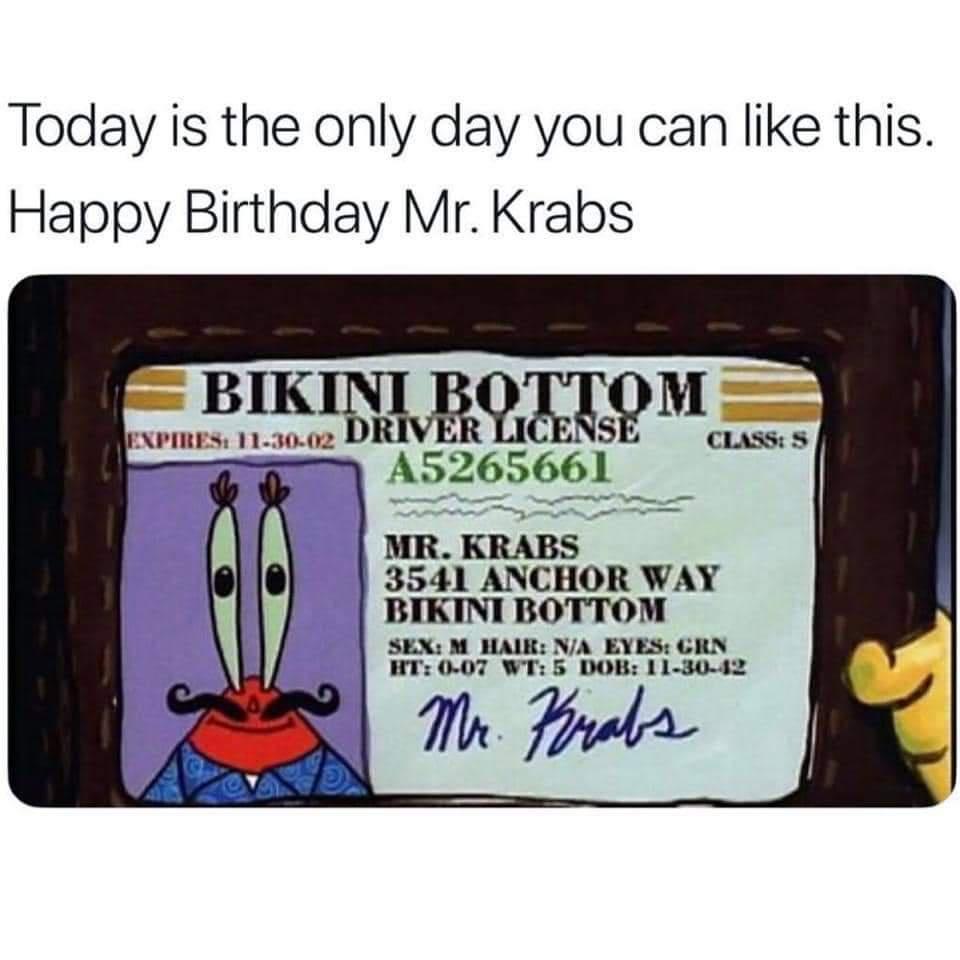 Today is the only day you can like this.
Happy Birthday Mr. Krabs
BIKINI BOTTOM
EXPIRES: 11-30-02 DRIVER LICENSE CLASS: S
A5265661
MR. KRABS
3541 ANCHOR WAY
BIKINI BOTTOM
SEX: M HAIR: N/A EYES: GRN
HT: 0-07 WT: 5 DOB: 11-30-42
Mr. Krabs